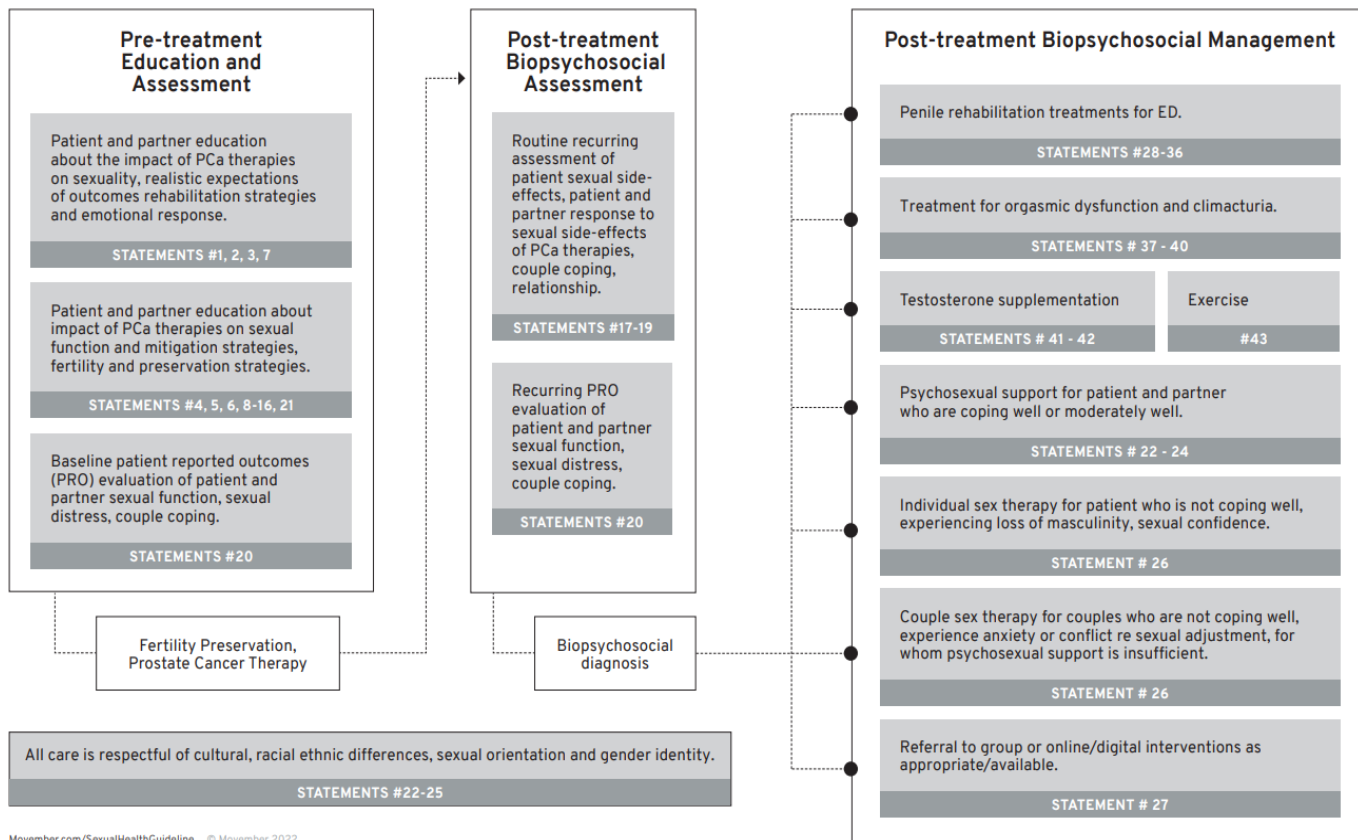 Pre-treatment
Education and
Assessment
Patient and partner education
about the impact of PCa therapies
on sexuality, realistic expectations
of outcomes rehabilitation strategies
and emotional response.
STATEMENTS #1, 2, 3, 7
Patient and partner education about
impact of PCa therapies on sexual
function and mitigation strategies,
fertility and preservation strategies.
STATEMENTS #4, 5, 6, 8-16, 21
Baseline patient reported outcomes
(PRO) evaluation of patient and
partner sexual function, sexual
distress, couple coping.
STATEMENTS #20
Fertility Preservation,
Prostate Cancer Therapy
Post-treatment
Biopsychosocial
Assessment
Routine recurring
assessment of
patient sexual side-
effects, patient and
partner response to
sexual side-effects
of PCa therapies,
couple coping,
relationship.
STATEMENTS #17-19
Recurring PRO
evaluation of
patient and partner
sexual function,
sexual distress,
couple coping.
STATEMENTS #20
Biopsychosocial
diagnosis
Post-treatment Biopsychosocial Management
Penile rehabilitation treatments for ED.
STATEMENTS #28-36
Treatment for orgasmic dysfunction and climacturia.
STATEMENTS # 37 - 40
Testosterone supplementation
STATEMENTS # 41 - 42
Exercise
#43
Psychosexual support for patient and partner
who are coping well or moderately well.
STATEMENTS # 22 - 24
Individual sex therapy for patient who is not coping well,
experiencing loss of masculinity, sexual confidence.
STATEMENT # 26
Couple sex therapy for couples who are not coping well,
experience anxiety or conflict re sexual adjustment, for
whom psychosexual support is insufficient.
STATEMENT # 26
Referral to group or online/digital interventions as
appropriate/available.
STATEMENT # 27
All care is respectful of cultural, racial ethnic differences, sexual orientation and gender identity.
STATEMENTS #22-25
Movember.com/SexualHealthGuideline © Movember 2022